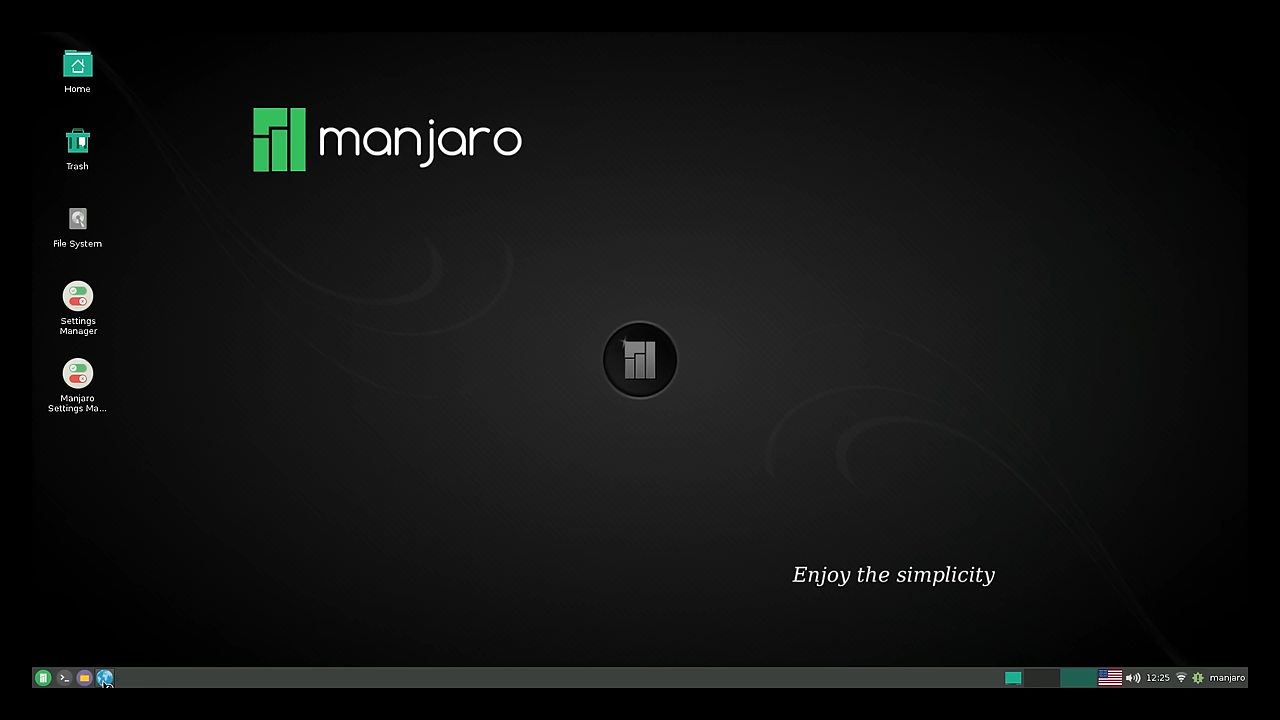 Home
manjaro
Trash
File System
Settings
Manager
Manjaro
Settings Ma...
Enjoy the simplicity
12:25
manjaro